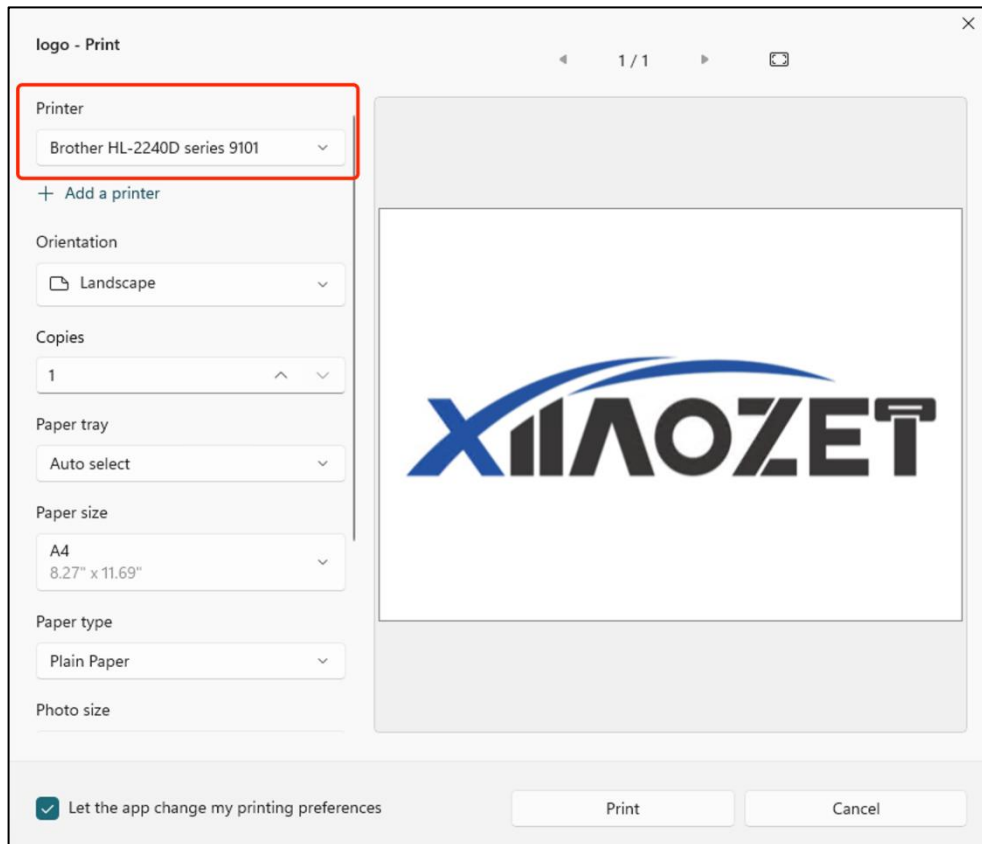 logo - Print
1 / 1
Printer
Brother HL-2240D series 9101
Add a printer
Orientation
Landscape
Copies
1
Paper tray
Auto select
Paper size
A4
8.27" x 11.69"
Paper type
Plain Paper
Photo size
XIIAOZET
Let the app change my printing preferences
Print
Cancel